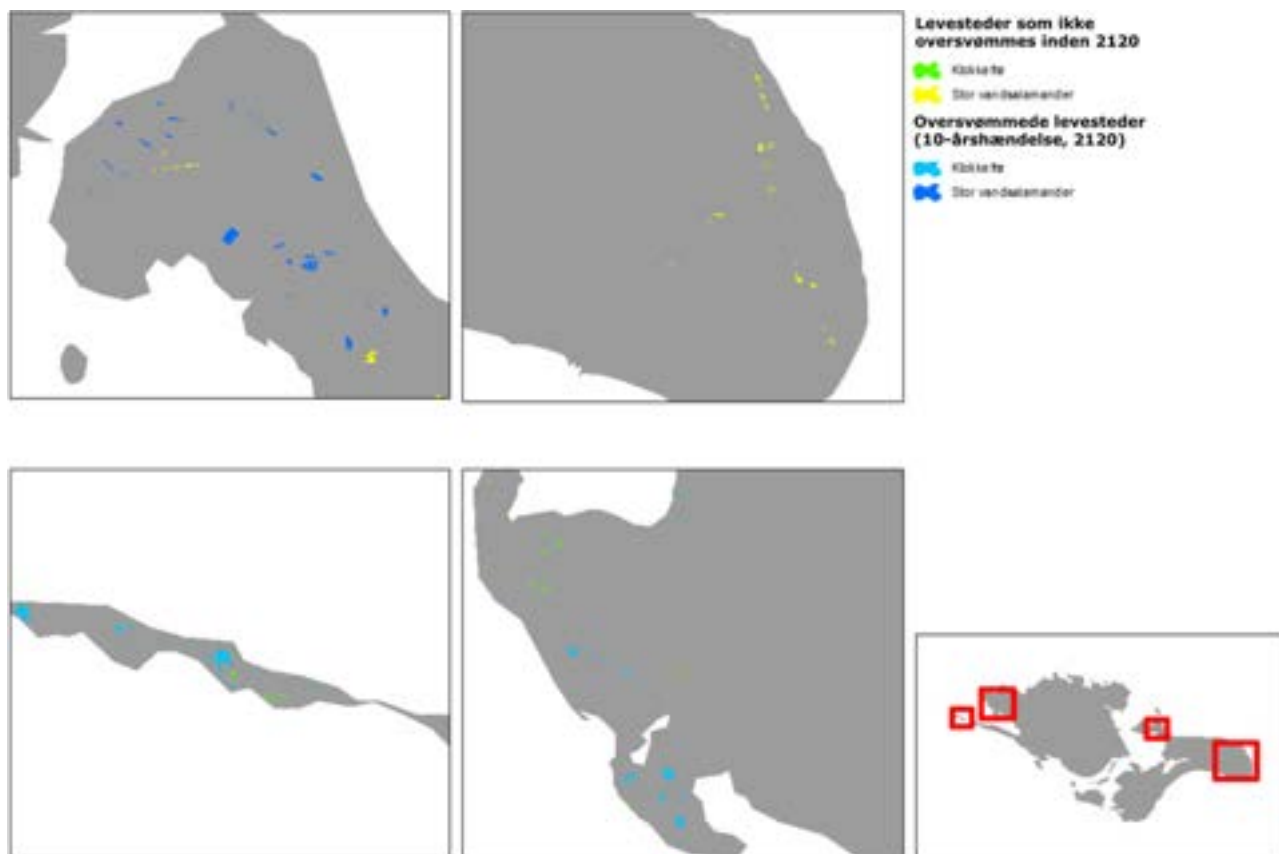 Levesteder som ikke
oversvømmes inden 2120
Klokkefrø
Stor vandsalamander
Oversvømmede levesteder
(10-årshændelse, 2120)
Klokkefrø
Stor vandsalamander